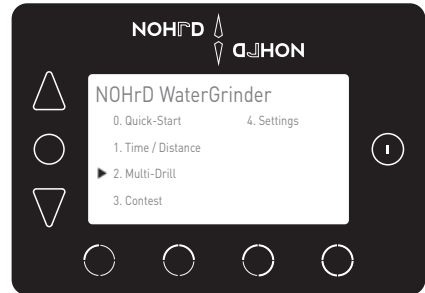 NOHrD
NOHrD
NOHrD WaterGrinder
0. Quick-Start 4. Settings
1. Time / Distance
2. Multi-Drill
3. Contest